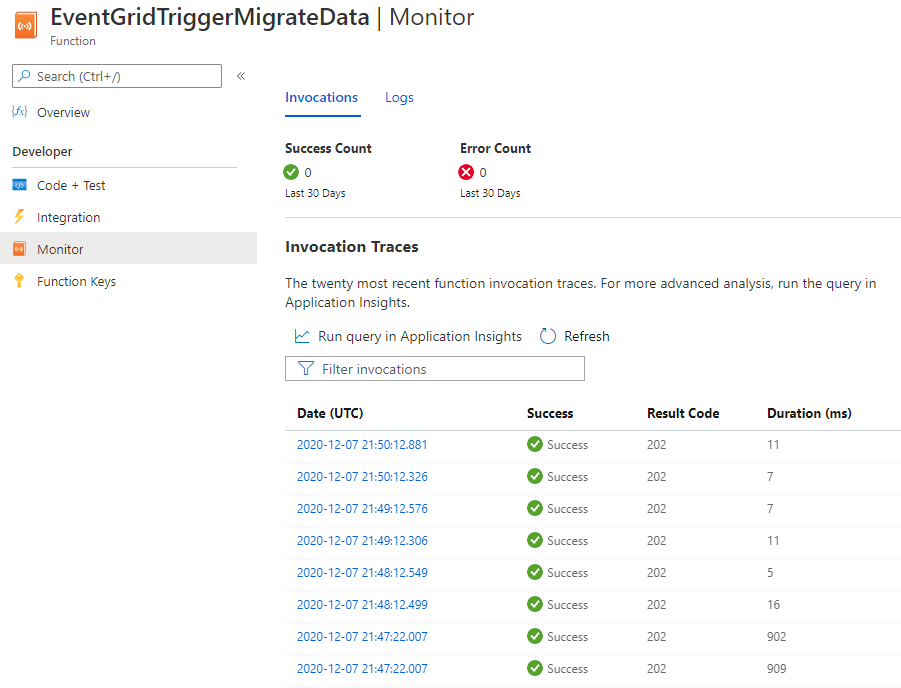 EventGridTriggerMigrateData | Monitor
Function
Search (Ctrl+/)
«
Overview
Developer
Code + Test
Integration
Monitor
Function Keys
Invocations Logs
Success Count Error Count
0 0
Last 30 Days Last 30 Days
Invocation Traces
The twenty most recent function invocation traces. For more advanced analysis, run the query in
Application Insights.
Run query in Application Insights Refresh
Filter invocations
Date (UTC) Success Result Code Duration (ms)
2020-12-07 21:50:12.881 Success 202 11
2020-12-07 21:50:12.326 Success 202 7
2020-12-07 21:49:12.576 Success 202 7
2020-12-07 21:49:12.306 Success 202 11
2020-12-07 21:48:12.549 Success 202 5
2020-12-07 21:48:12.499 Success 202 16
2020-12-07 21:47:22.007 Success 202 902
2020-12-07 21:47:22.007 Success 202 909